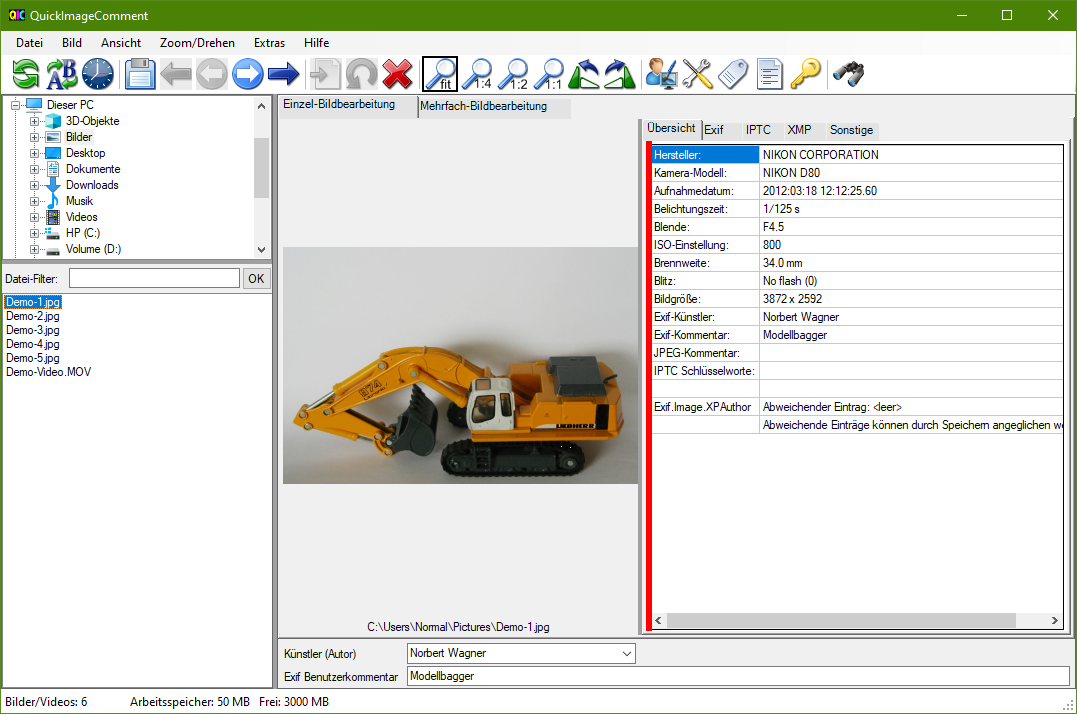 QuickImageComment
Datei Bild Ansicht Zoom/Drehen Extras Hilfe
AB fit 1:4 1:2 1:1
Dieser PC
3D-Objekte
Bilder
Desktop
Dokumente
Downloads
Musik
Videos
HP (C:)
Volume (D:)
Datei-Filter: OK
Demo-1.jpg
Demo-2.jpg
Demo-3.jpg
Demo-4.jpg
Demo-5.jpg
Demo-Video.MOV
Einzel-Bildbearbeitung Mehrfach-Bildbearbeitung
974
LIEBHERR
C:\Users\Normal\Pictures\Demo-1.jpg
Übersicht Exif IPTC XMP Sonstige
Hersteller: NIKON CORPORATION
Kamera-Modell: NIKON D80
Aufnahmedatum: 2012:03:18 12:12:25.60
Belichtungszeit: 1/125 s
Blende: F4.5
ISO-Einstellung: 800
Brennweite: 34.0 mm
Blitz: No flash (0)
Bildgröße: 3872 x 2592
Exif-Künstler: Norbert Wagner
Exif-Kommentar: Modellbagger
JPEG-Kommentar:
IPTC Schlüsselworte:
Exif.Image.XPAuthor Abweichender Eintrag: <leer>
Abweichende Einträge können durch Speichern angeglichen we
Künstler (Autor) Norbert Wagner
Exif Benutzerkommentar Modellbagger
Bilder/Videos: 6 Arbeitsspeicher: 50 MB Frei: 3000 MB